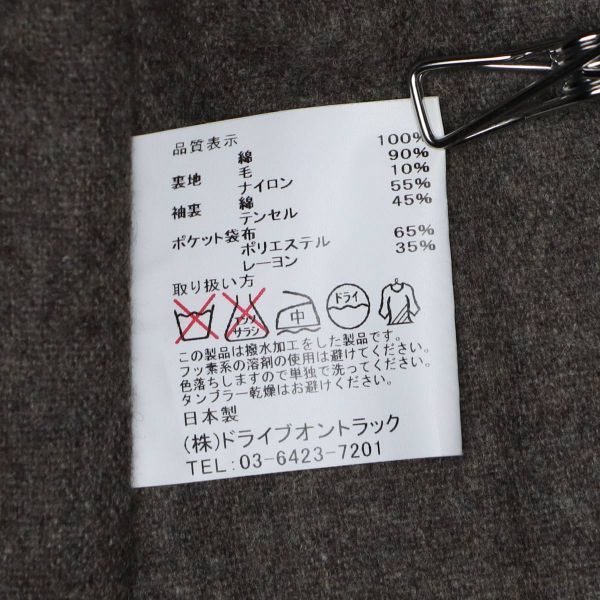 品質表示
綿 100%
裏地 毛 90%
ナイロン 10%
袖裏 綿 55%
テンセル 45%
ポケット袋布
ポリエステル 65%
レーヨン 35%
取り扱い方
エンソ サラシ 中 ドライ
この製品は撥水加工をした製品です。
フッ素系の溶剤の使用は避けてください。
色落ちしますので単独で洗ってください。
タンブラー乾燥はお避けください。
日本製
(株)ドライブオントラック
TEL:03-6423-7201